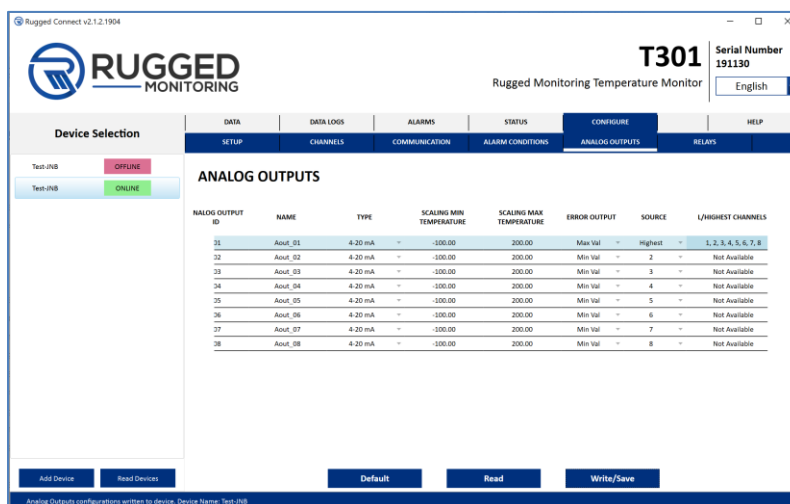 Rugged Connect v2.1.2.1904
RUGGED
MONITORING
T301
Rugged Monitoring Temperature Monitor
Serial Number
191130
English
Device Selection
DATA DATA LOGS ALARMS STATUS CONFIGURE HELP
SETUP CHANNELS COMMUNICATION ALARM CONDITIONS ANALOG OUTPUTS RELAYS
Test-JNB OFFLINE
Test-JNB ONLINE
ANALOG OUTPUTS
NALOG OUTPUT ID NAME TYPE SCALING MIN TEMPERATURE SCALING MAX TEMPERATURE ERROR OUTPUT SOURCE L/HIGHEST CHANNELS
01 Aout_01 4-20 mA -100.00 200.00 Max Val Highest 1, 2, 3, 4, 5, 6, 7, 8
02 Aout_02 4-20 mA -100.00 200.00 Min Val 2 Not Available
03 Aout_03 4-20 mA -100.00 200.00 Min Val 3 Not Available
04 Aout_04 4-20 mA -100.00 200.00 Min Val 4 Not Available
05 Aout_05 4-20 mA -100.00 200.00 Min Val 5 Not Available
06 Aout_06 4-20 mA -100.00 200.00 Min Val 6 Not Available
07 Aout_07 4-20 mA -100.00 200.00 Min Val 7 Not Available
08 Aout_08 4-20 mA -100.00 200.00 Min Val 8 Not Available
Add Device Read Devices Default Read Write/Save
Analog Outputs configurations written to device. Device Name: Test-JNB